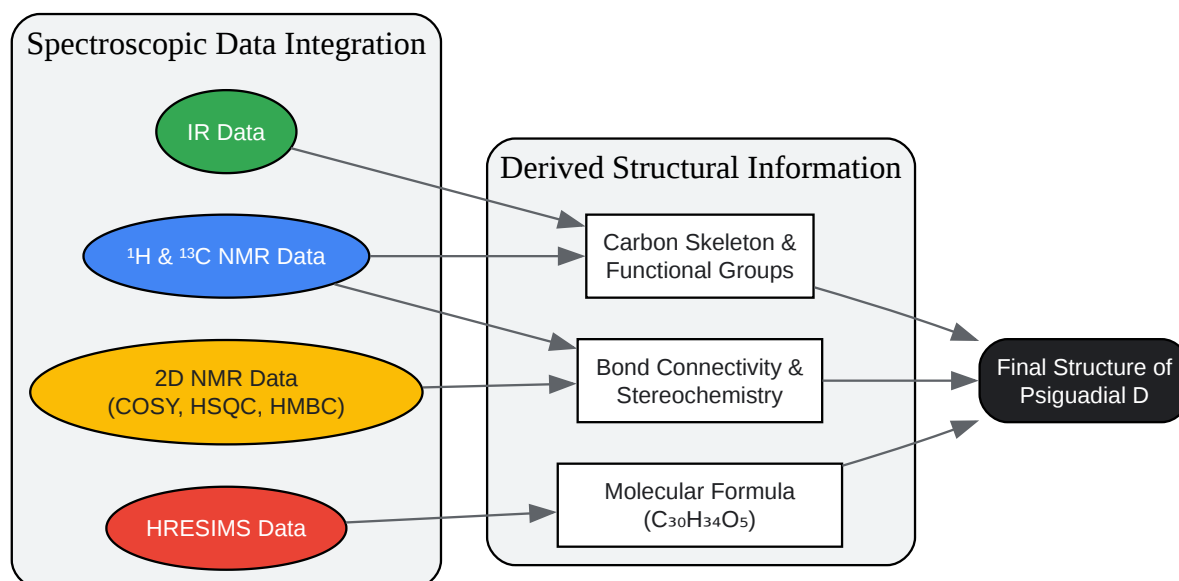 Spectroscopic Data Integration
IR Data
¹H & ¹³C NMR Data
2D NMR Data
(COSY, HSQC, HMBC)
HRESIMS Data
Derived Structural Information
Carbon Skeleton &
Functional Groups
Bond Connectivity &
Stereochemistry
Molecular Formula
(C₃₀H₃₄O₅)
Final Structure of
Psiguadial D